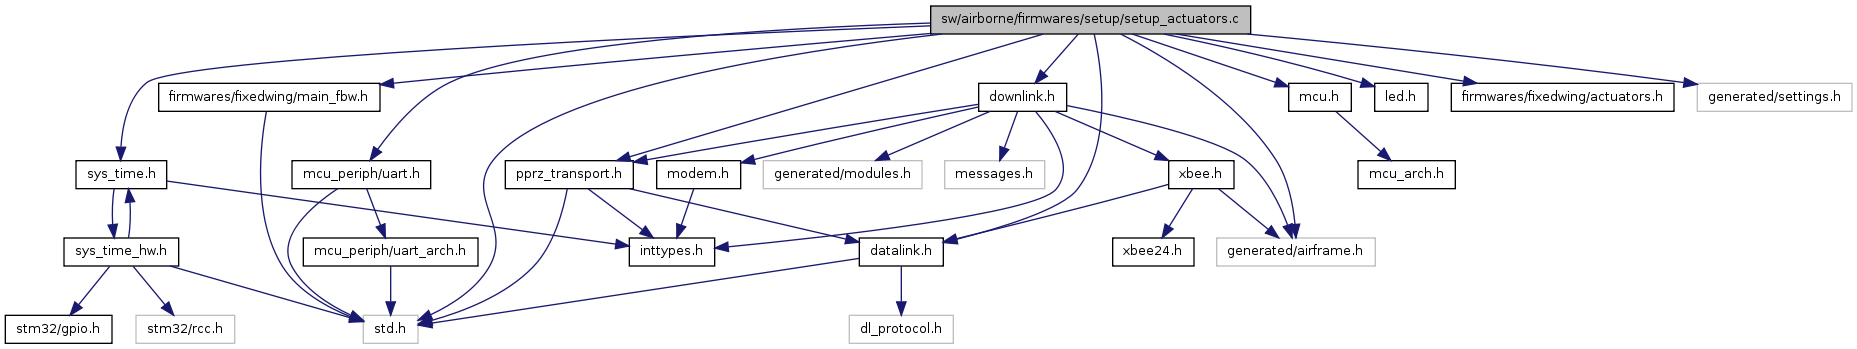 sw/airborne/firmwares/setup/setup_actuators.c
firmwares/fixedwing/main_fbw.h
downlink.h
mcu.h
led.h
firmwares/fixedwing/actuators.h
generated/settings.h
sys_time.h
mcu_periph/uart.h
pprz_transport.h
modem.h
generated/modules.h
messages.h
xbee.h
mcu_arch.h
sys_time_hw.h
mcu_periph/uart_arch.h
inttypes.h
datalink.h
xbee24.h
generated/airframe.h
stm32/gpio.h
stm32/rcc.h
std.h
dl_protocol.h